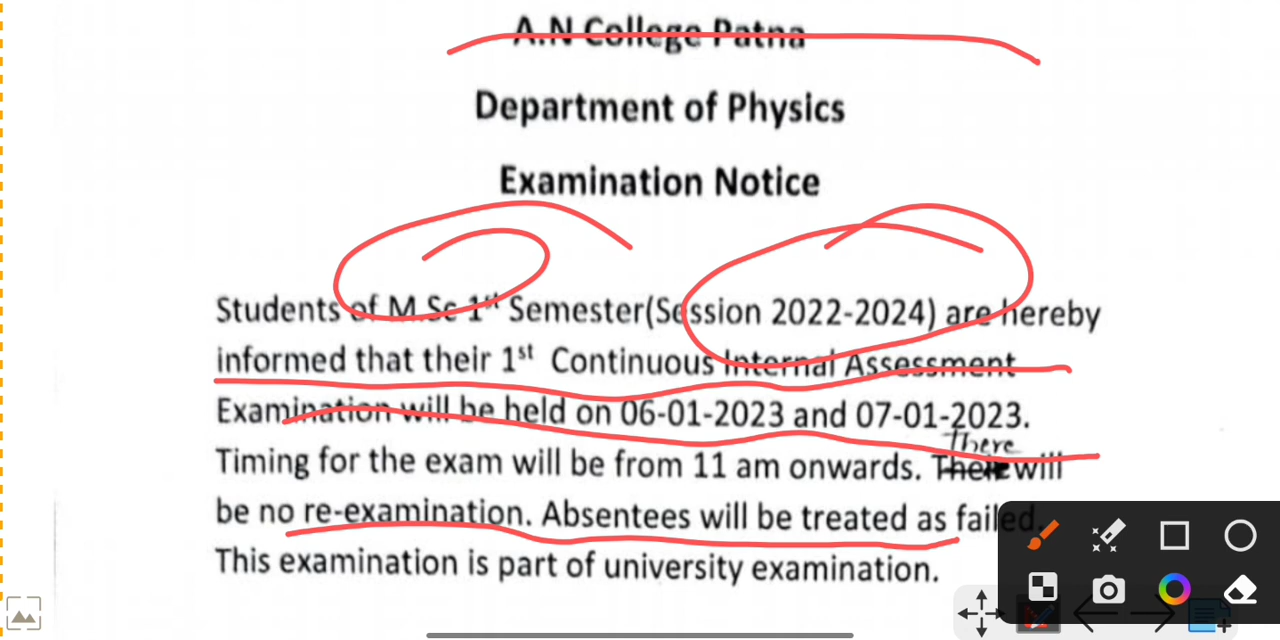 A.N College Patna
Department of Physics
Examination Notice
Students of M.Sc 1st Semester(Session 2022-2024) are hereby
informed that their 1st Continuous Internal Assessment
Examination will be held on 06-01-2023 and 07-01-2023.
There
Timing for the exam will be from 11 am onwards. Their will
be no re-examination. Absentees will be treated as failed.
This examination is part of university examination.